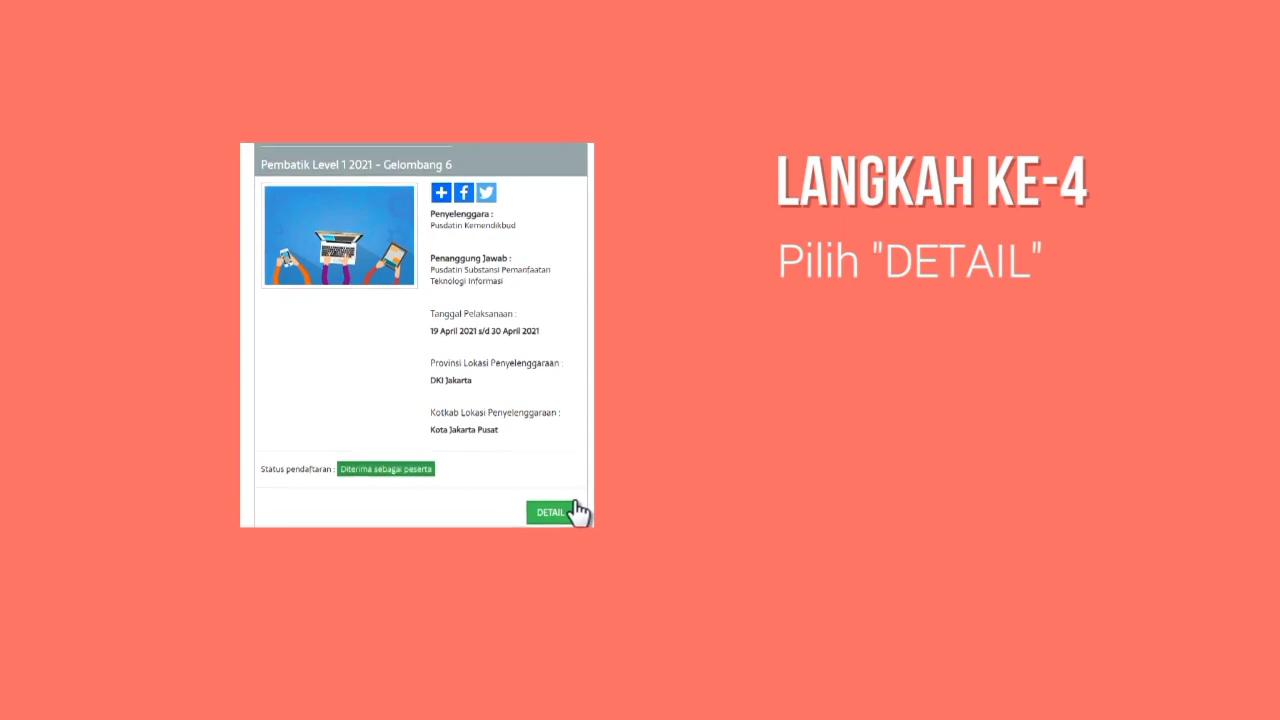 Pembatik Level 1 2021 - Gelombang 6
Penyelenggara :
Pusdatin Kemendikbud
Penanggung Jawab :
Pusdatin Substansi Pemanfaatan
Teknologi Informasi
Tanggal Pelaksanaan :
19 April 2021 s/d 30 April 2021
Provinsi Lokasi Penyelenggaraan :
DKI Jakarta
Kotkab Lokasi Penyelenggaraan :
Kota Jakarta Pusat
Status pendaftaran : Diterima sebagai peserta
DETAIL
LANGKAH KE-4
Pilih "DETAIL"